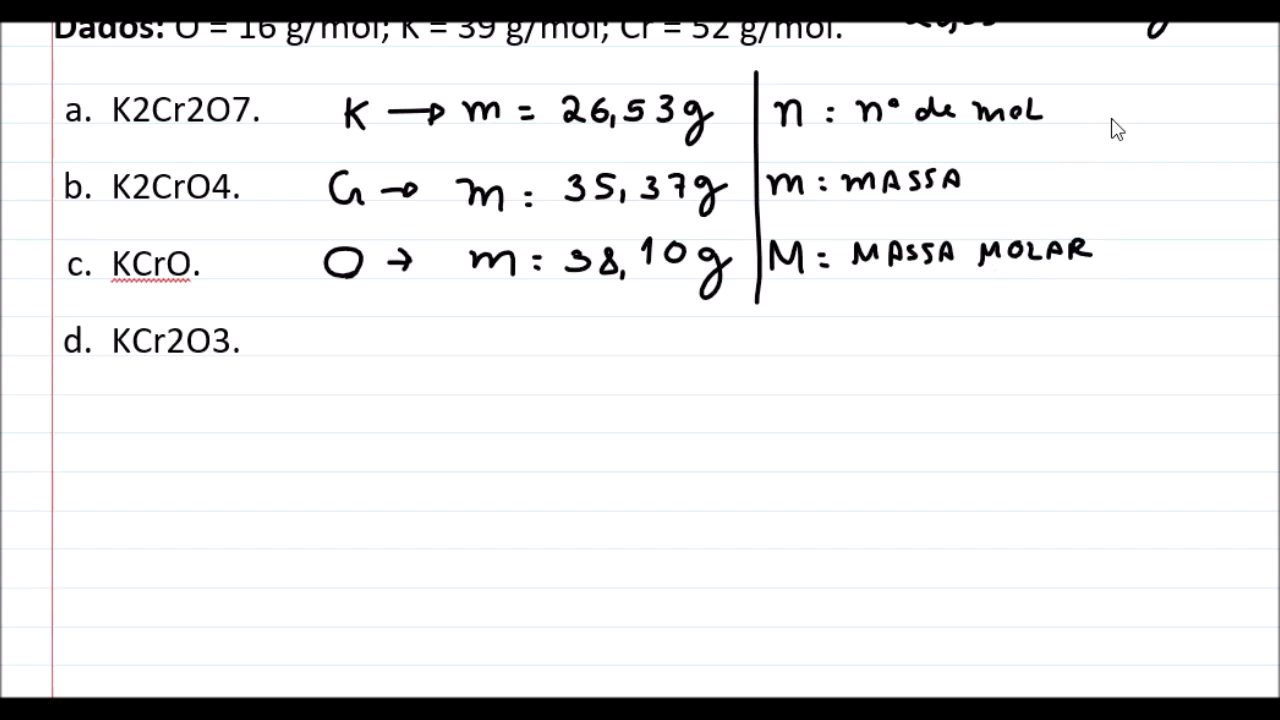 Dados: O = 16 g/mol; K = 39 g/mol; Cr = 52 g/mol.
a. K2Cr2O7. K → m = 26,53g n : nº de mol
b. K2CrO4. Cr → m : 35,37g m : MASSA
c. KCrO. O → m : 38,10g M : MASSA MOLAR
d. KCr2O3.